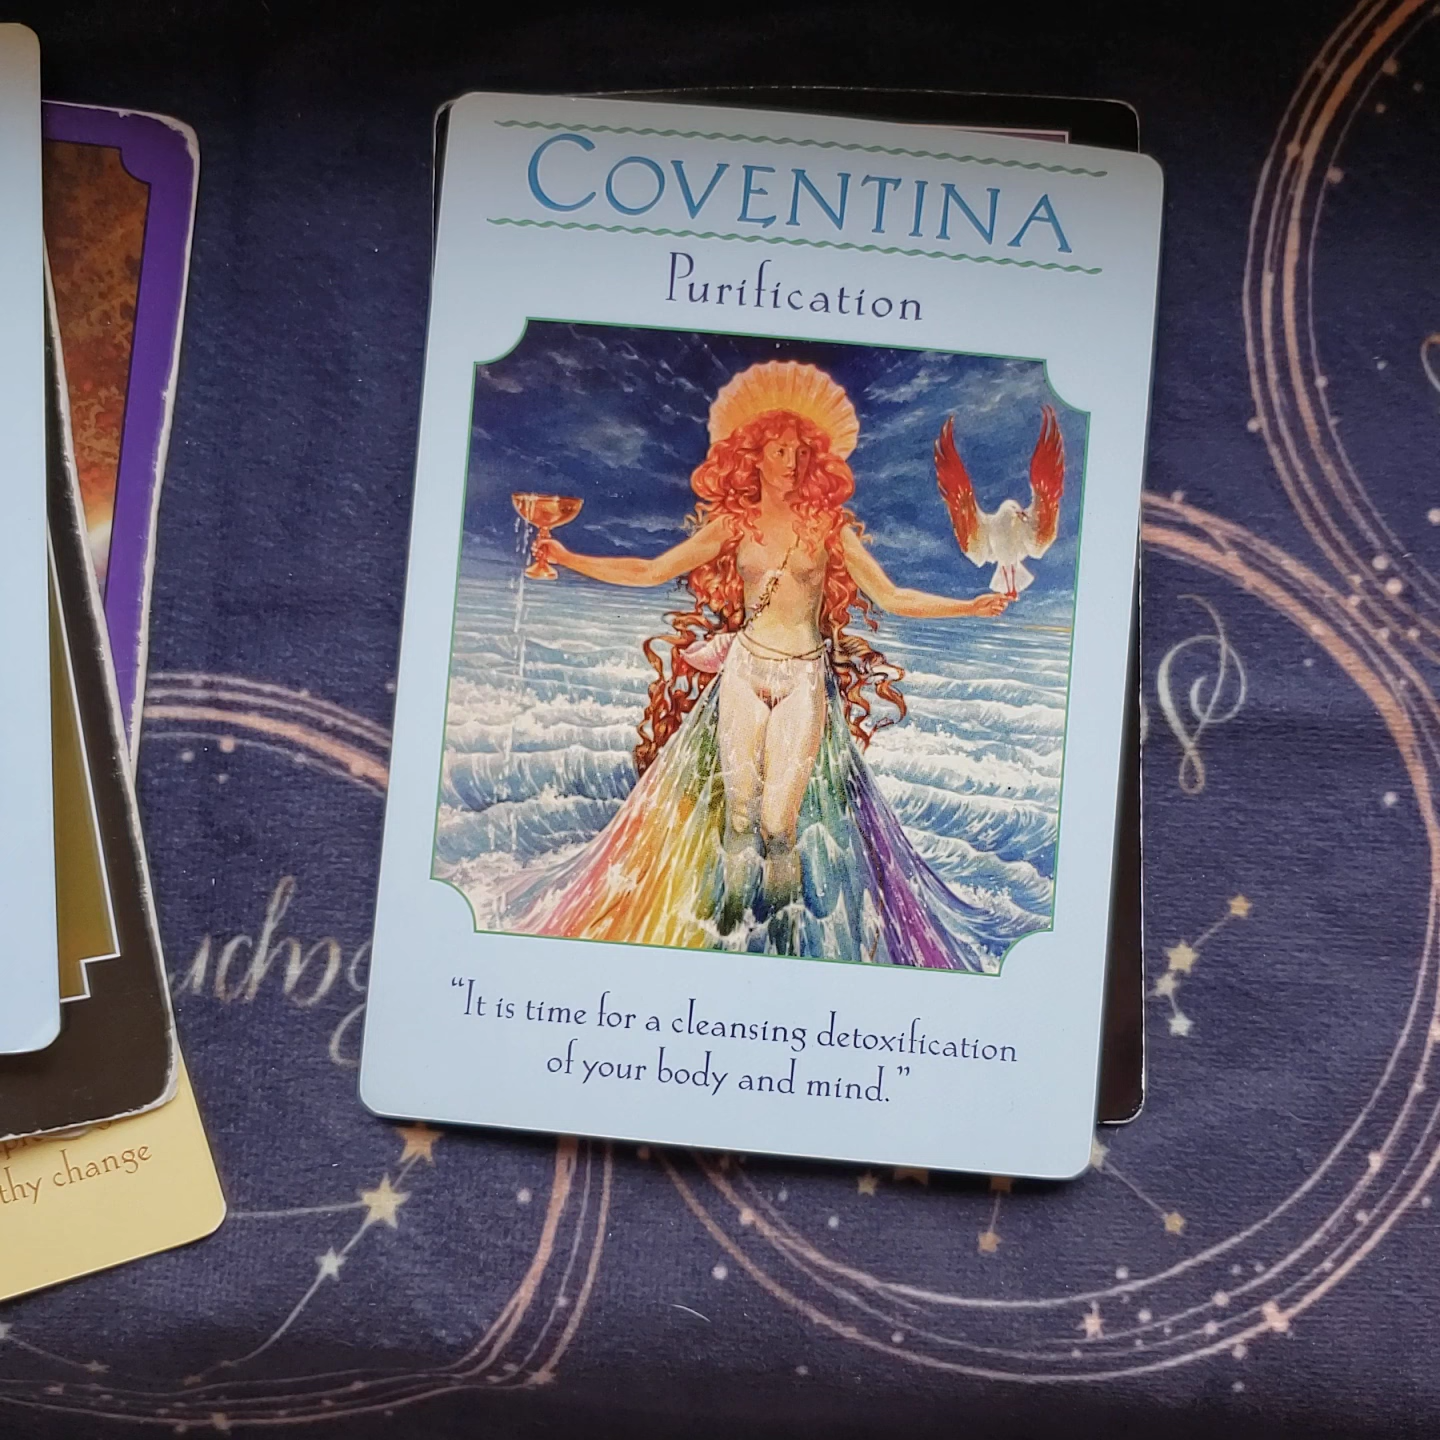 COVENTINA
Purification
“It is time for a cleansing detoxification
of your body and mind.”
thy change